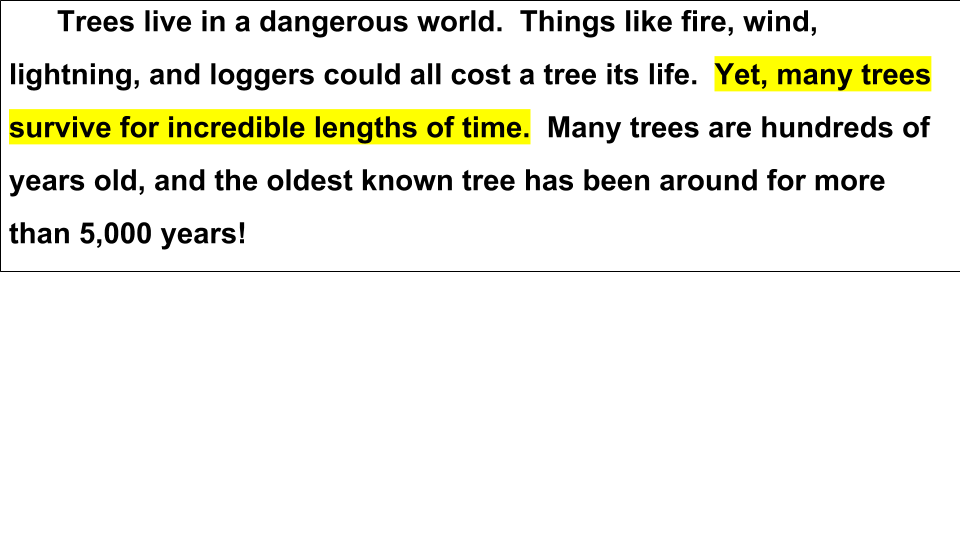 Trees live in a dangerous world.  Things like fire, wind,
lightning, and loggers could all cost a tree its life.  Yet, many trees
survive for incredible lengths of time.  Many trees are hundreds of
years old, and the oldest known tree has been around for more
than 5,000 years!